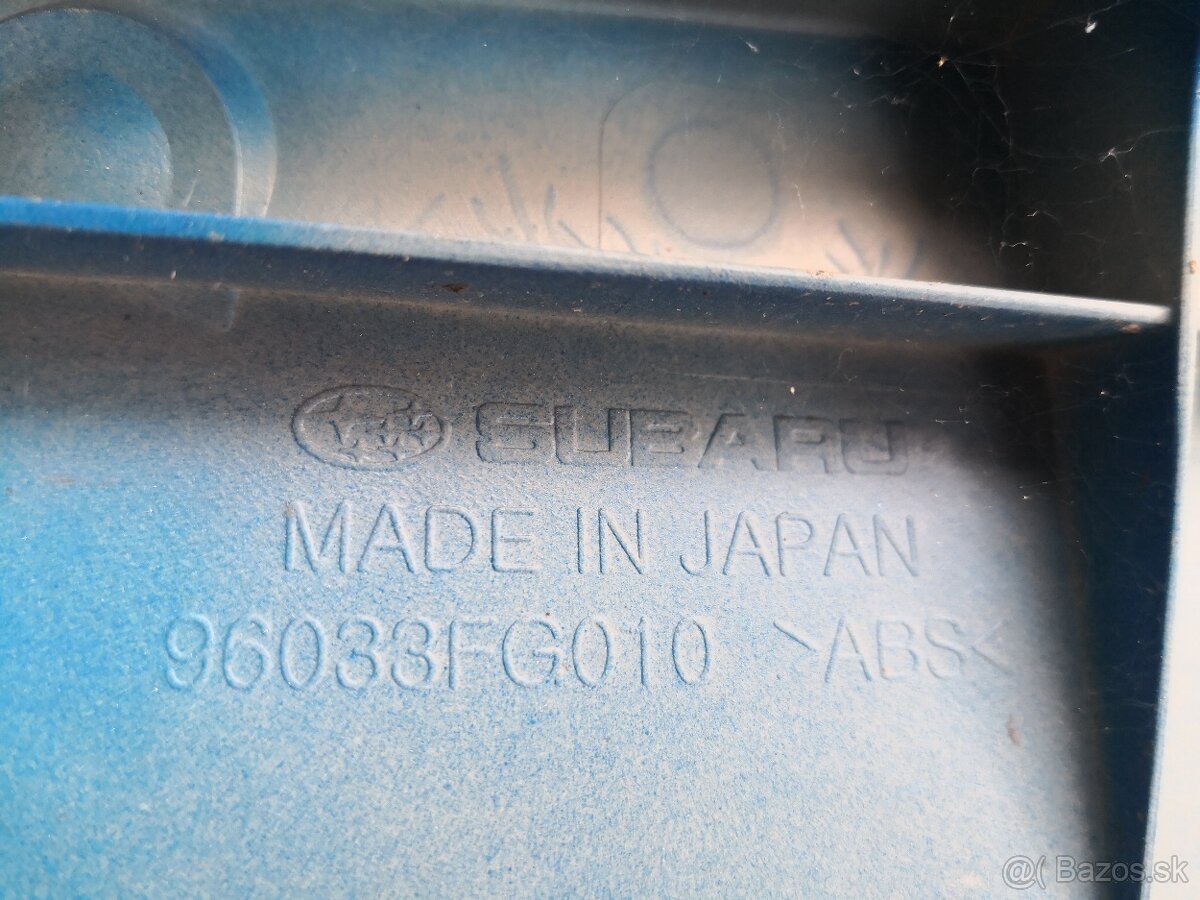 SUBARU
MADE IN JAPAN
96033FG010 >ABS<
@( Bazos.sk